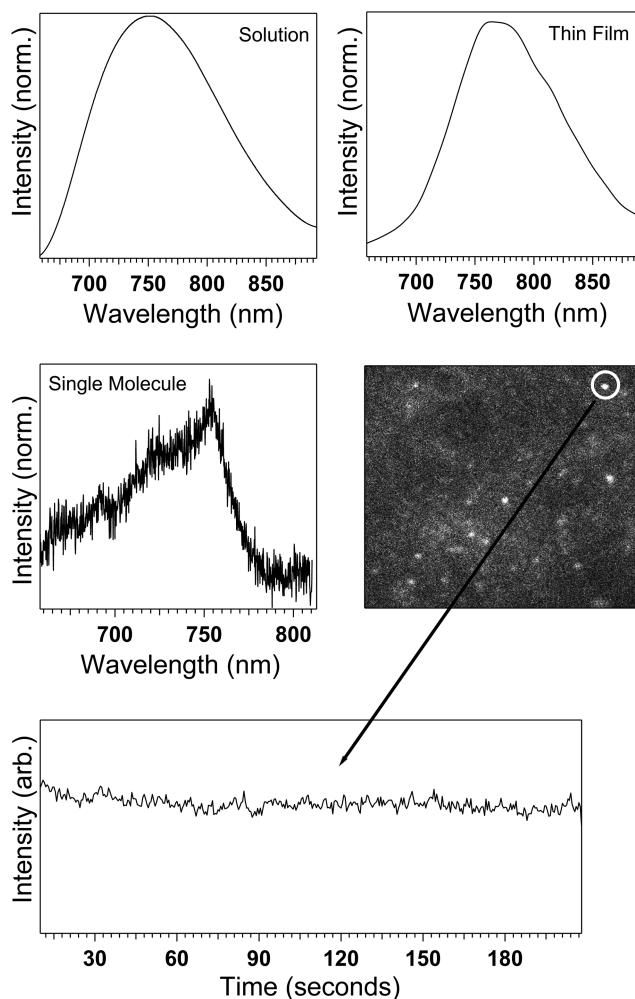 Solution
Intensity (norm.)
700 750 800 850
Wavelength (nm)
Thin Film
Intensity (norm.)
700 750 800 850
Wavelength (nm)
Single Molecule
Intensity (norm.)
700 750 800
Wavelength (nm)
Intensity (arb.)
30 60 90 120 150 180
Time (seconds)